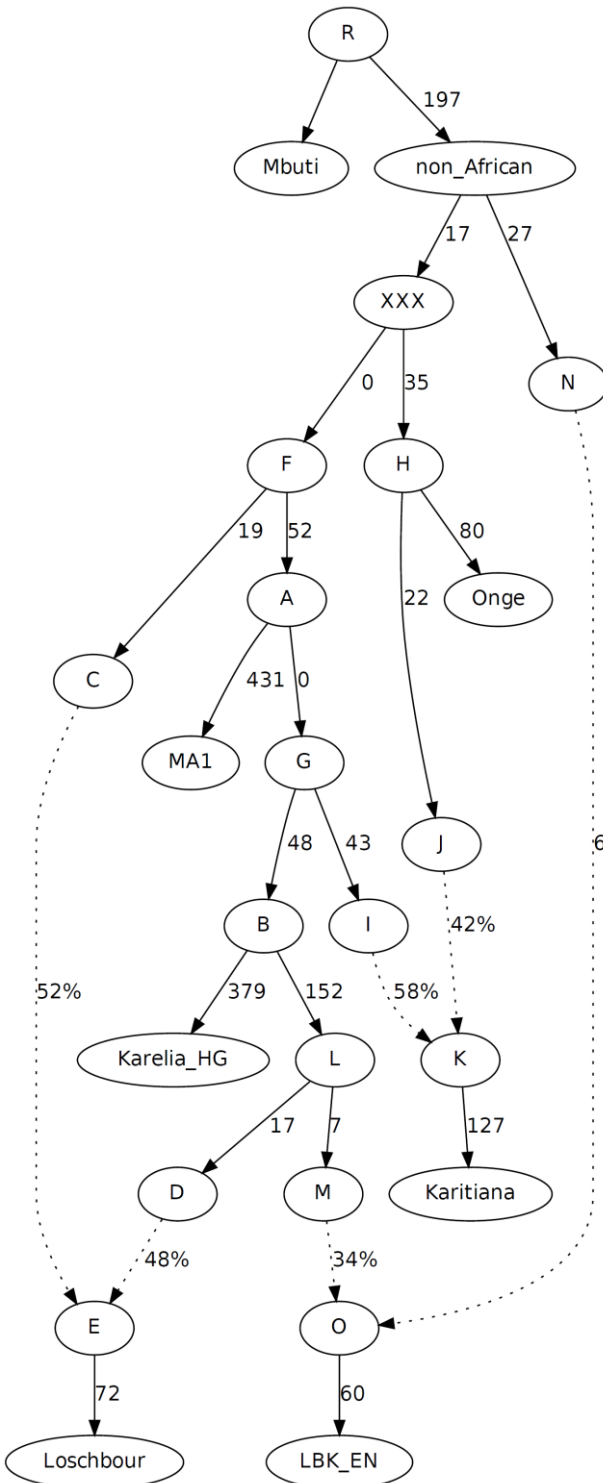 R
197
Mbuti
non_African
17
27
XXX
0
35
N
F
H
19
52
80
A
Onge
22
C
431
0
MA1
G
48
43
J
6
B
I
42%
52%
379
152
58%
Karelia_HG
L
K
17
7
127
D
M
Karitiana
48%
34%
E
O
72
60
Loschbour
LBK_EN